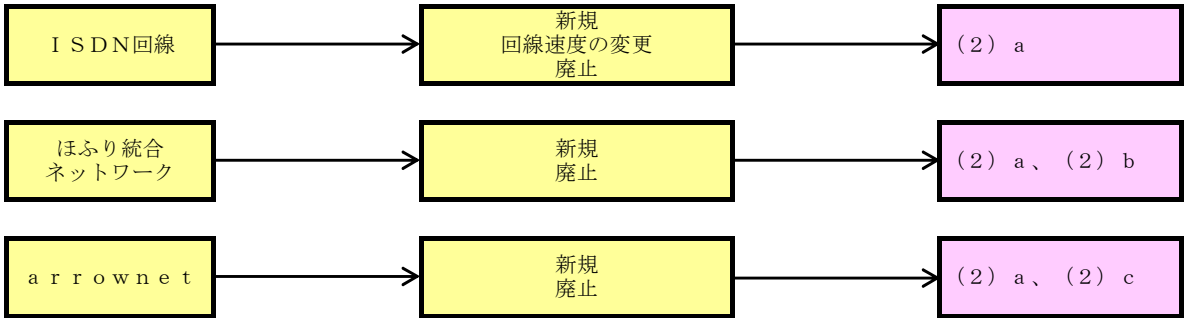 ＩＳＤＮ回線
新規
回線速度の変更
廃止
（２）ａ
ほふり統合
ネットワーク
新規
廃止
（２）ａ、（２）ｂ
ａｒｒｏｗｎｅｔ
新規
廃止
（２）ａ、（２）ｃ